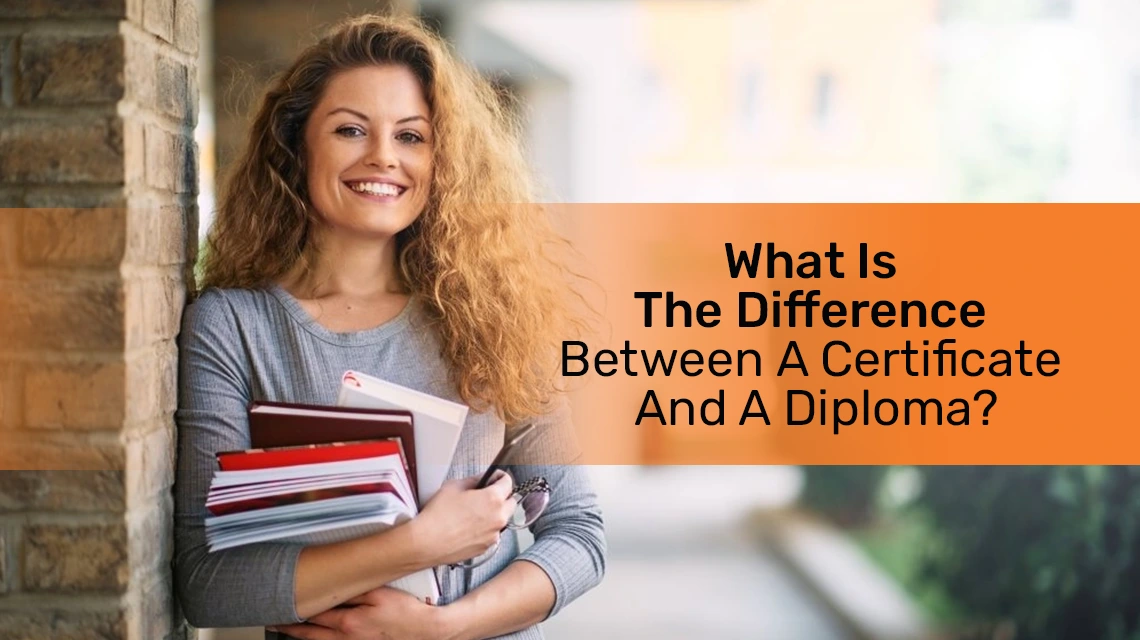 What Is
The Difference
Between A Certificate
And A Diploma?